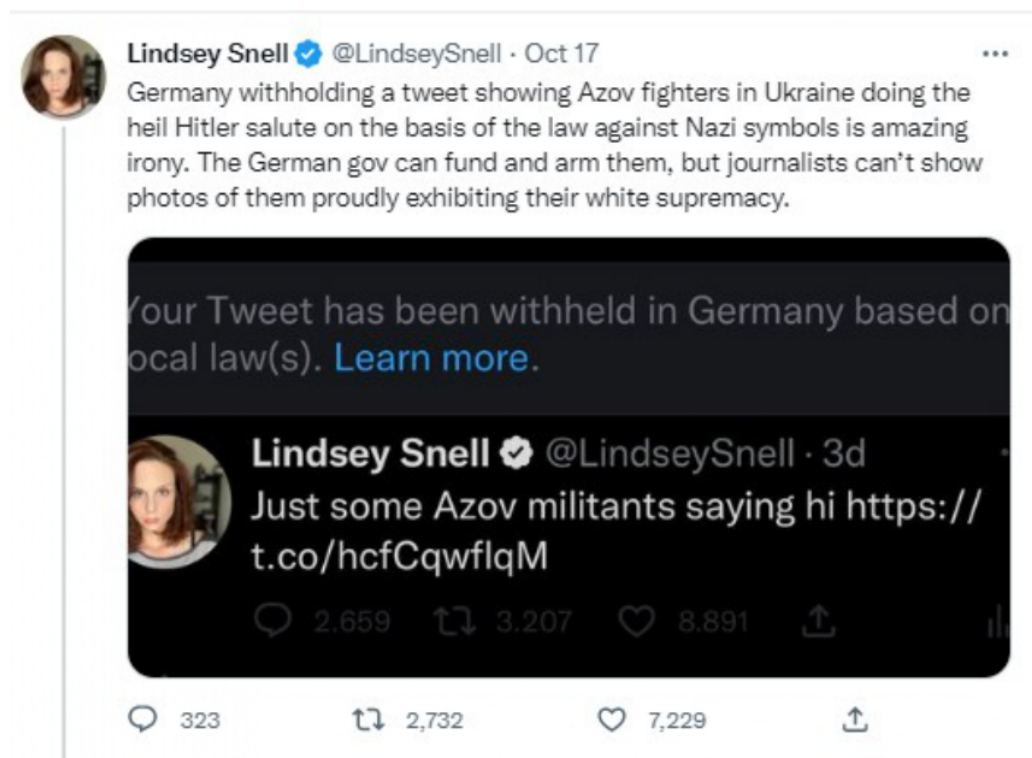 Lindsey Snell @LindseySnell · Oct 17
Germany withholding a tweet showing Azov fighters in Ukraine doing the
heil Hitler salute on the basis of the law against Nazi symbols is amazing
irony. The German gov can fund and arm them, but journalists can't show
photos of them proudly exhibiting their white supremacy.
Your Tweet has been withheld in Germany based on
ocal law(s). Learn more.
Lindsey Snell @LindseySnell · 3d
Just some Azov militants saying hi https://
t.co/hcfCqwflqM
2.659 3.207 8.891
323 2,732 7,229